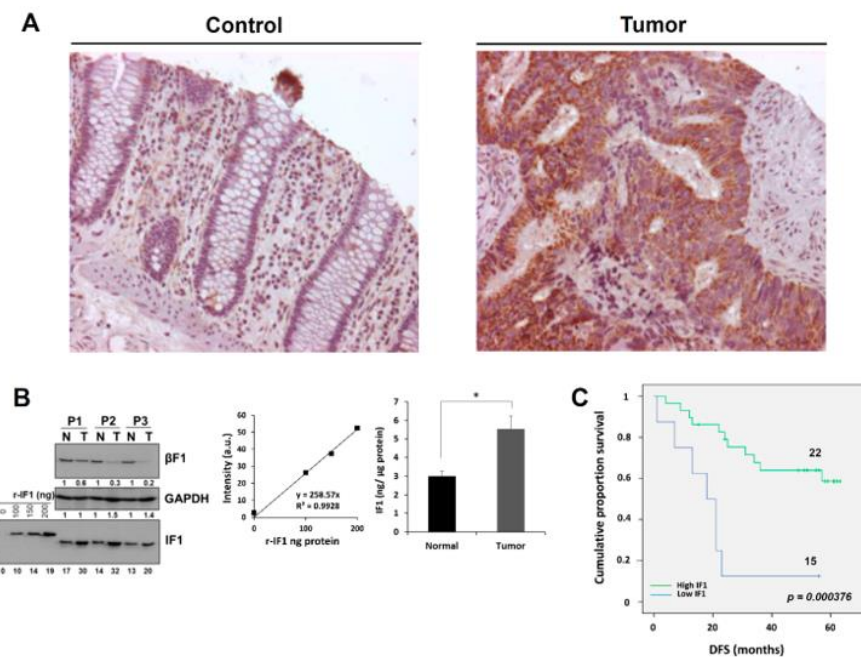 A
Control
Tumor
B
P1 P2 P3
N T N T N T
βF1
1 0.6 1 0.3 1 0.2
r-IF1 (ng)
GAPDH
0 100 150 200
1 1 1 1.5 1 1.4
IF1
0 10 14 19 17 30 14 32 13 20
Intensity (a.u.)
60
50
40
30
20
10
0
0 100 200
r-IF1 ng protein
y = 258.57x
R² = 0.9928
IF1 (ng/ μg protein)
7
6
5
4
3
2
1
0
*
Normal Tumor
C
Cumulative proportion survival
1
0.8
0.6
0.4
0.2
0
22
15
High IF1
Low IF1
p = 0.000376
0 20 40 60
DFS (months)